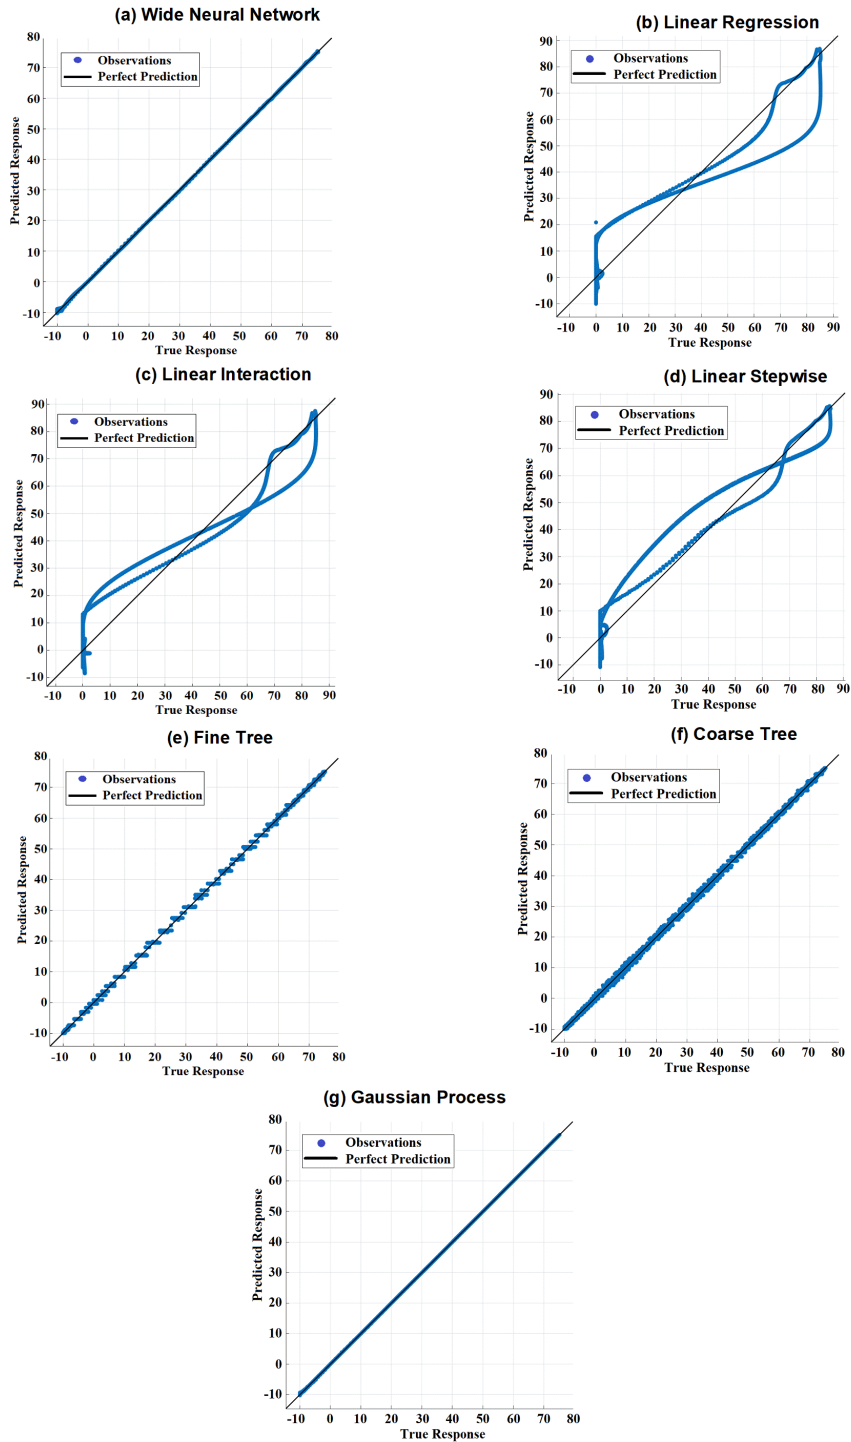 (a) Wide Neural Network
80
70
60
50
40
30
20
10
0
-10
Predicted Response
Observations
Perfect Prediction
-10 0 10 20 30 40 50 60 70 80
True Response
(b) Linear Regression
90
80
70
60
50
40
30
20
10
0
-10
Predicted Response
Observations
Perfect Prediction
-10 0 10 20 30 40 50 60 70 80 90
True Response
(c) Linear Interaction
90
80
70
60
50
40
30
20
10
0
-10
Predicted Response
Observations
Perfect Prediction
-10 0 10 20 30 40 50 60 70 80 90
True Response
(d) Linear Stepwise
90
80
70
60
50
40
30
20
10
0
-10
Predicted Response
Observations
Perfect Prediction
-10 0 10 20 30 40 50 60 70 80 90
True Response
(e) Fine Tree
80
70
60
50
40
30
20
10
0
-10
Predicted Response
Observations
Perfect Prediction
-10 0 10 20 30 40 50 60 70 80
True Response
(f) Coarse Tree
80
70
60
50
40
30
20
10
0
-10
Predicted Response
Observations
Perfect Prediction
-10 0 10 20 30 40 50 60 70 80
True Response
(g) Gaussian Process
80
70
60
50
40
30
20
10
0
-10
Predicted Response
Observations
Perfect Prediction
-10 0 10 20 30 40 50 60 70 80
True Response